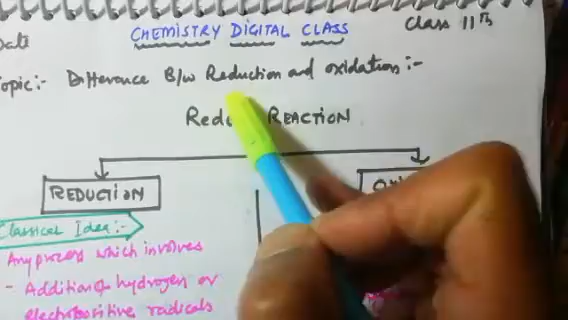 CHEMISTRY DIGITAL CLASS
Class 11th
Date
Topic:- Difference B/w Reduction and oxidation:-
Redo REACTION
REDUCTION
Classical Idea:-
Any process which involves
- Addition of hydrogen or
electropositive radicals